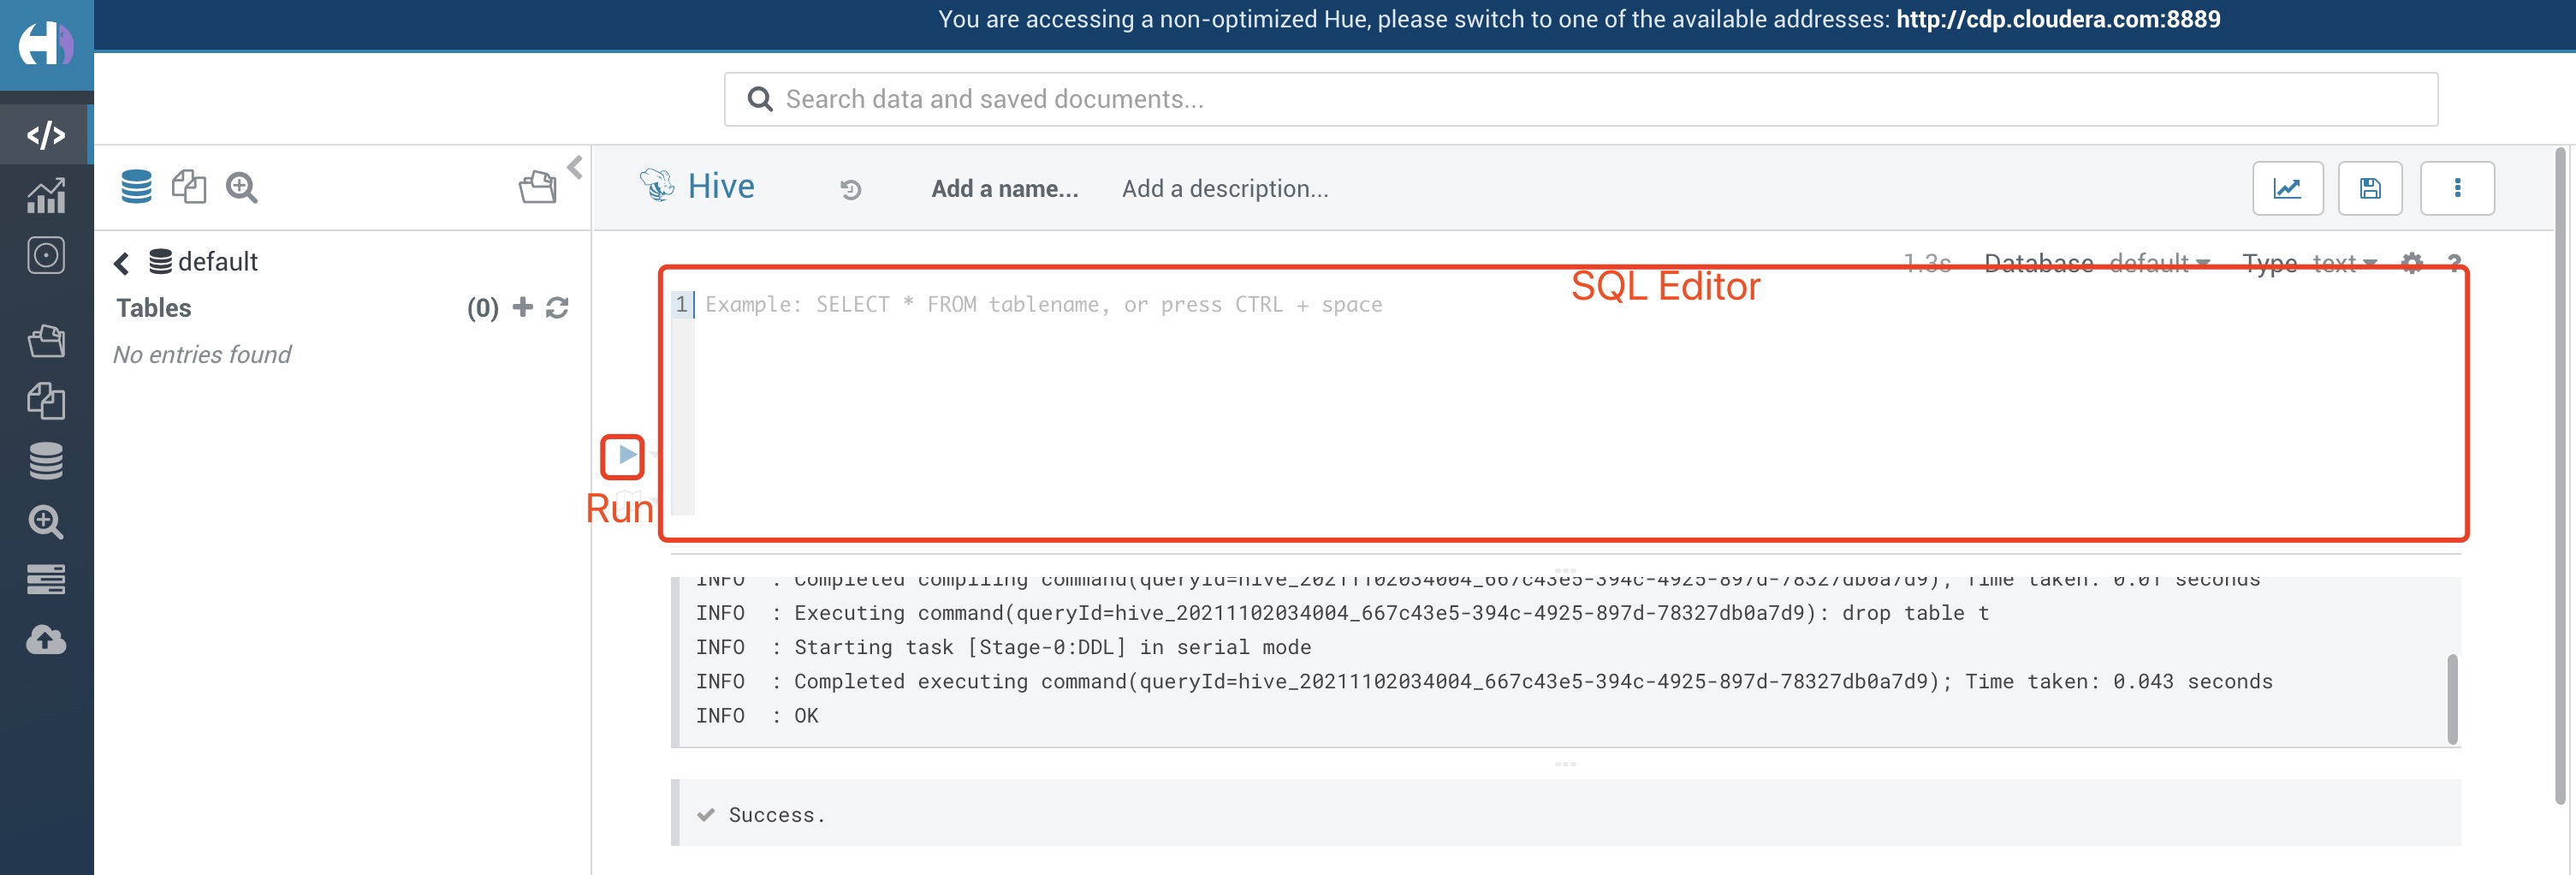 You are accessing a non-optimized Hue, please switch to one of the available addresses: http://cdp.cloudera.com:8889
Search data and saved documents...
Hive
Add a name...
Add a description...
default
Tables
(0)
No entries found
1.3s Database default Type text ?
SQL Editor
1 Example: SELECT * FROM tablename, or press CTRL + space
Run
INFO : Completed compiling command(queryId=hive_20211102034004_667c43e5-394c-4925-897d-78327db0a7d9); Time taken: 0.01 seconds
INFO : Executing command(queryId=hive_20211102034004_667c43e5-394c-4925-897d-78327db0a7d9): drop table t
INFO : Starting task [Stage-0:DDL] in serial mode
INFO : Completed executing command(queryId=hive_20211102034004_667c43e5-394c-4925-897d-78327db0a7d9); Time taken: 0.043 seconds
INFO : OK
Success.